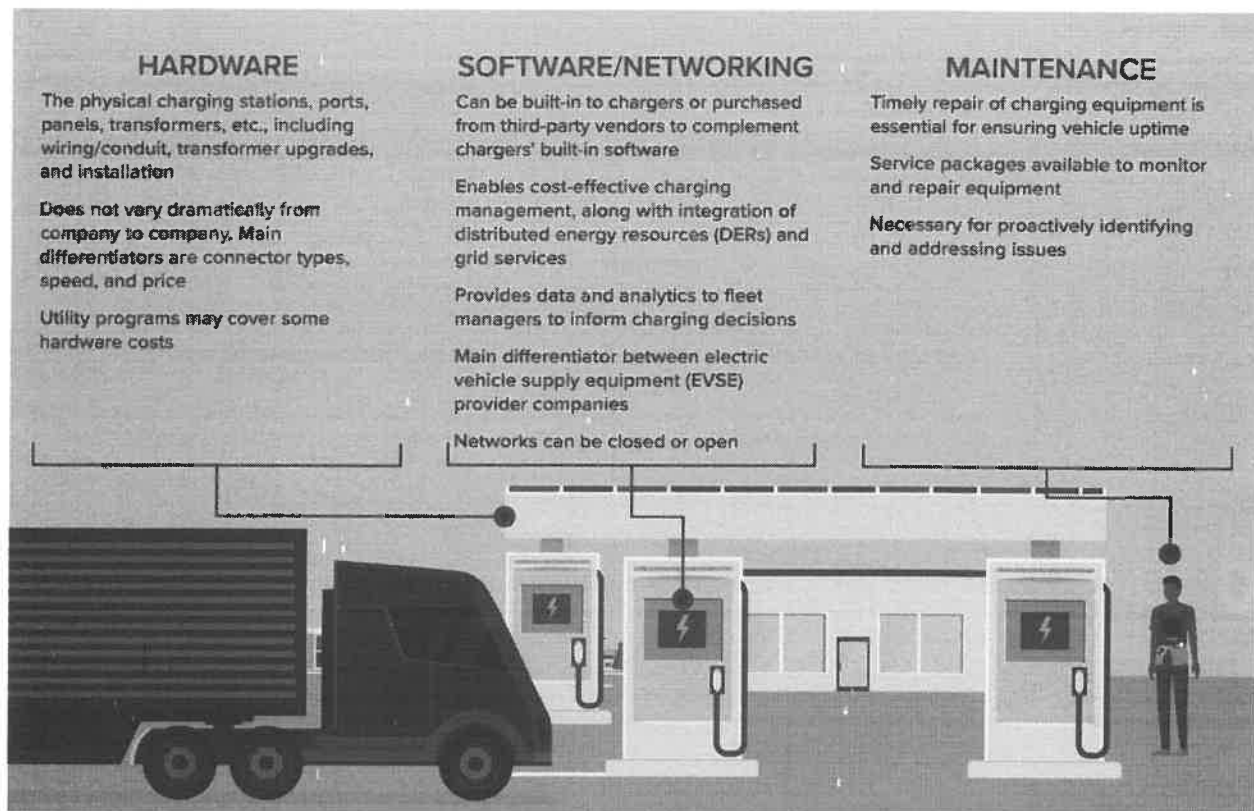 HARDWARE
The physical charging stations, ports,
panels, transformers, etc., including
wiring/conduit, transformer upgrades,
and installation
Does not vary dramatically from
company to company. Main
differentiators are connector types,
speed, and price
Utility programs may cover some
hardware costs
SOFTWARE/NETWORKING
Can be built-in to chargers or purchased
from third-party vendors to complement
chargers' built-in software
Enables cost-effective charging
management, along with integration of
distributed energy resources (DERs) and
grid services
Provides data and analytics to fleet
managers to inform charging decisions
Main differentiator between electric
vehicle supply equipment (EVSE)
provider companies
Networks can be closed or open
MAINTENANCE
Timely repair of charging equipment is
essential for ensuring vehicle uptime
Service packages available to monitor
and repair equipment
Necessary for proactively identifying
and addressing issues